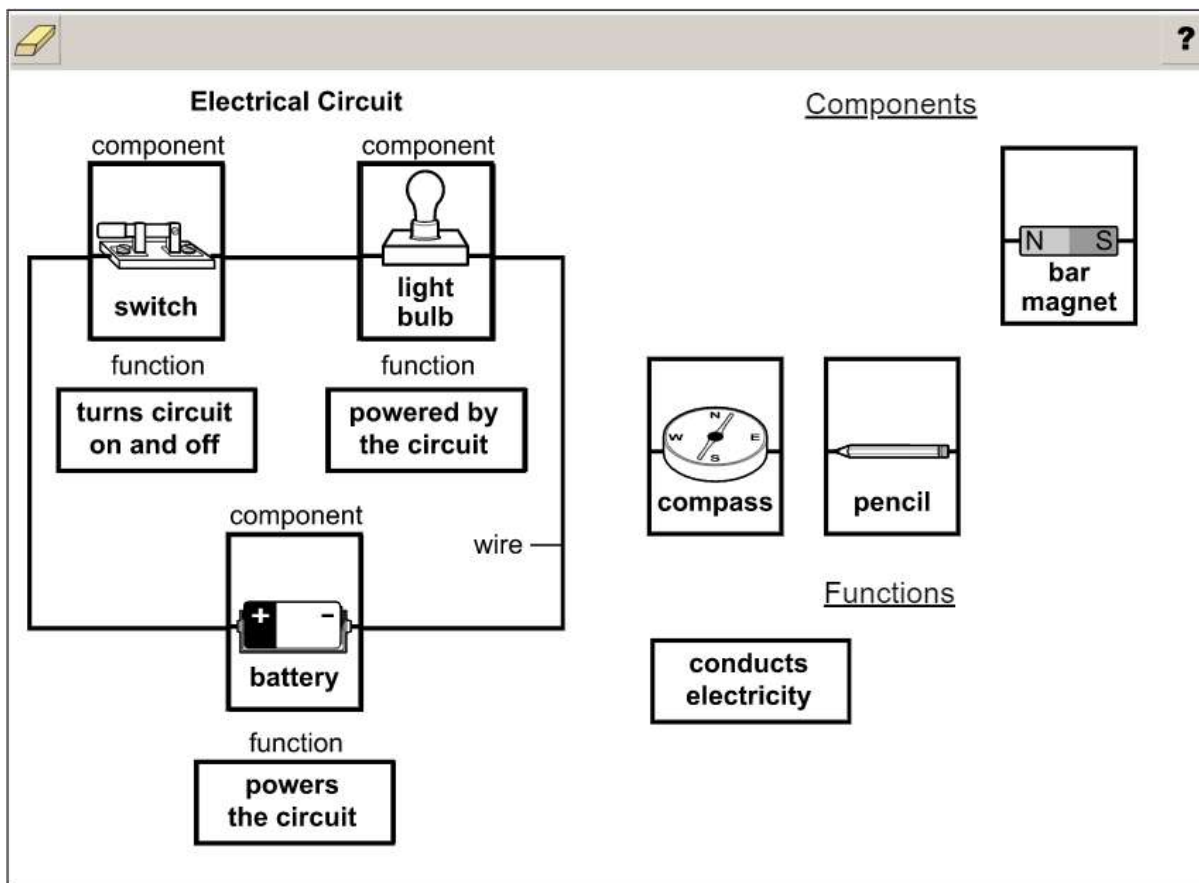 ?
Electrical Circuit
component
component
switch
light
bulb
function
function
turns circuit
on and off
powered by
the circuit
component
wire
+ −
battery
function
powers
the circuit
Components
N S
bar
magnet
N
W E
S
compass
pencil
Functions
conducts
electricity